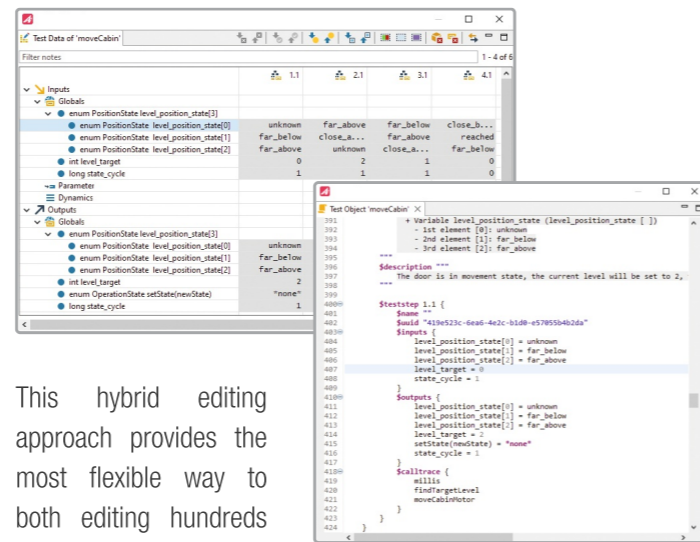 Test Data of 'moveCabin'
Filter notes
1 - 4 of 6
1.1 2.1 3.1 4.1
Inputs
Globals
enum PositionState level_position_state[3]
enum PositionState level_position_state[0] unknown far_above far_below close_b...
enum PositionState level_position_state[1] far_below close_a... far_above reached
enum PositionState level_position_state[2] far_above unknown close_a... far_below
int level_target 0 2 1 0
long state_cycle 1 1 1 0
Parameter
Dynamics
Outputs
Globals
enum PositionState level_position_state[3]
enum PositionState level_position_state[0] unknown
enum PositionState level_position_state[1] far_below
enum PositionState level_position_state[2] far_above
int level_target 2
enum OperationState setState(newState) *none*
long state_cycle 1
Test Object 'moveCabin'
391 + Variable level_position_state (level_position_state [ ])
392 - 1st element [0]: unknown
393 - 2nd element [1]: far_below
394 - 3rd element [2]: far_above
395 """
396 $description """
397 The door is in movement state, the current level will be set to 2,
398 """
399
400 $teststep 1.1 {
401 $name ""
402 $uuid "419e523c-6ea6-4e2c-b1d0-e57055b4b2da"
403 $inputs {
404 level_position_state[0] = unknown
405 level_position_state[1] = far_below
406 level_position_state[2] = far_above
407 level_target = 0
408 state_cycle = 1
409 }
410 $outputs {
411 level_position_state[0] = unknown
412 level_position_state[1] = far_below
413 level_position_state[2] = far_above
414 level_target = 2
415 setState(newState) = *none*
416 state_cycle = 1
417 }
418 $calltrace {
419 millis
420 findTargetLevel
421 moveCabinMotor
422 }
423 }
424 }
This hybrid editing
approach provides the
most flexible way to
both editing hundreds